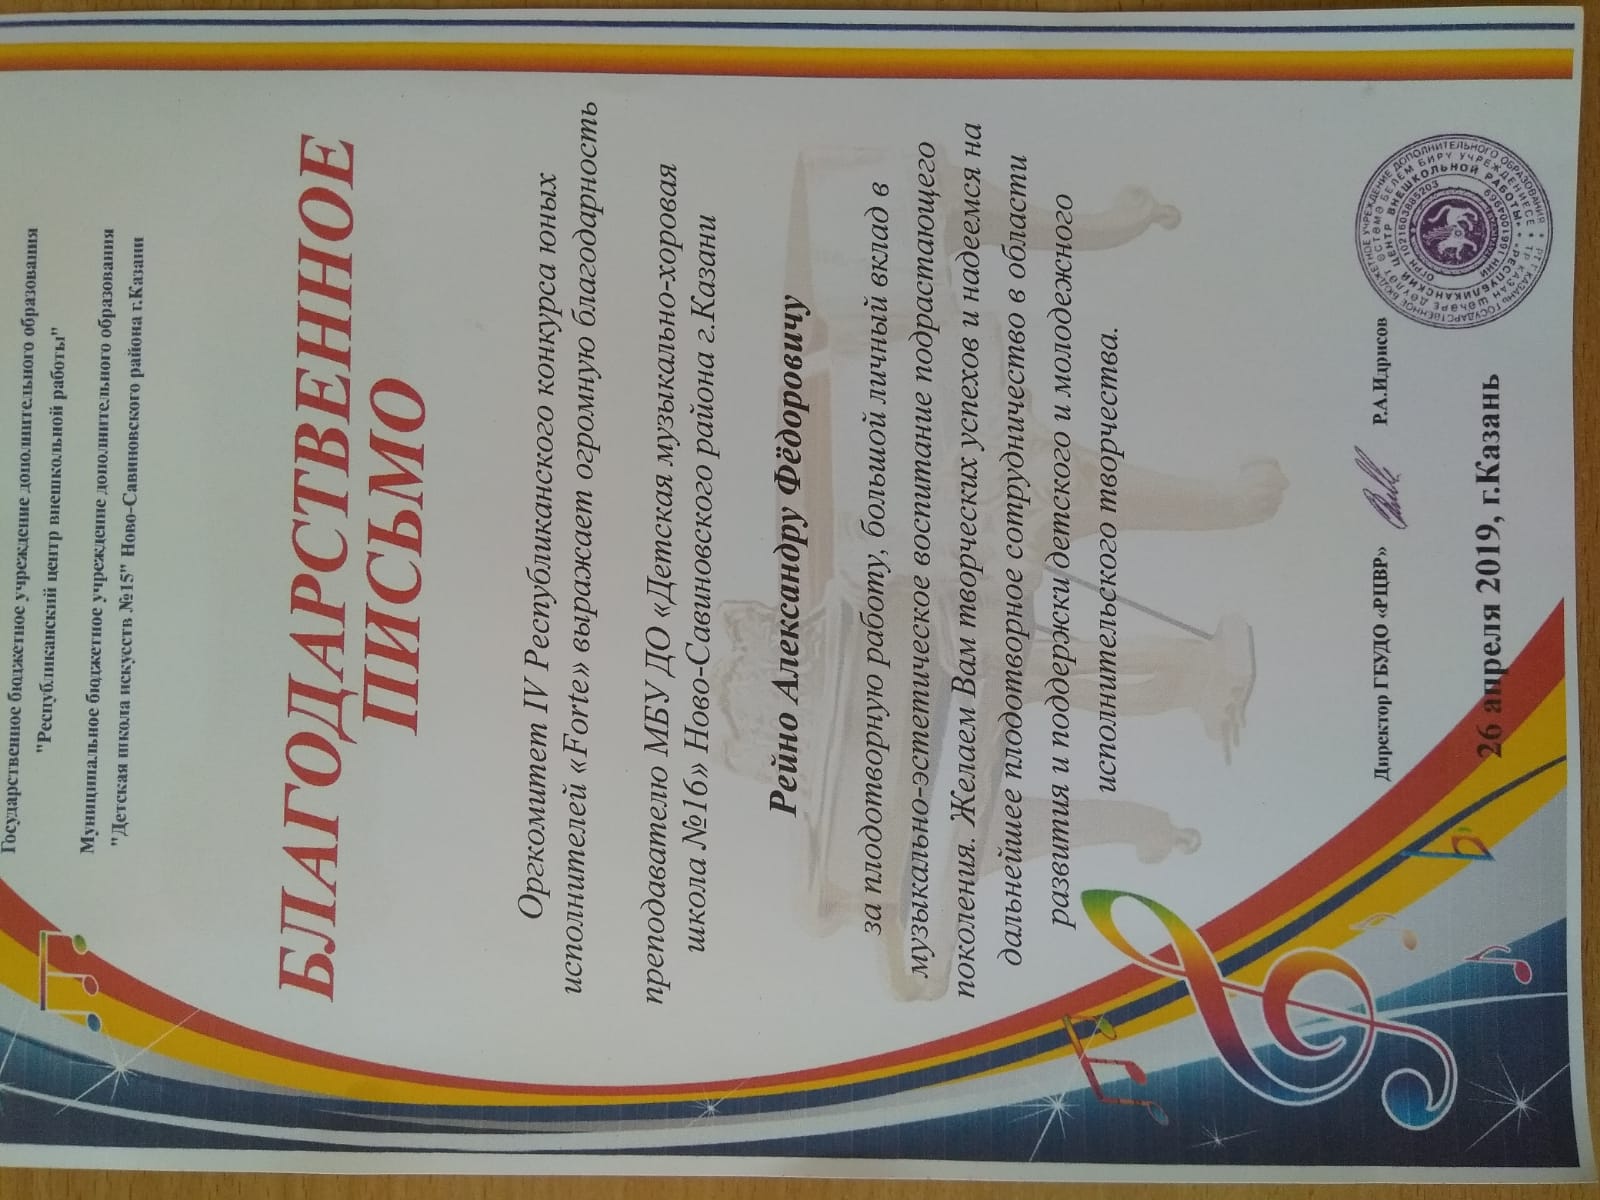 Государственное бюджетное учреждение дополнительного образования
"Республиканский центр внешкольной работы"
Муниципальное бюджетное учреждение дополнительного образования
"Детская школа искусств №15" Ново-Савиновского района г.Казани
БЛАГОДАРСТВЕННОЕ
ПИСЬМО
Оргкомитет IV Республиканского конкурса юных
исполнителей «Forte» выражает огромную благодарность
преподавателю МБУ ДО «Детская музыкально-хоровая
школа №16» Ново-Савиновского района г.Казани
Рейно Александру Фёдоровичу
за плодотворную работу, большой личный вклад в
музыкально-эстетическое воспитание подрастающего
поколения. Желаем Вам творческих успехов и надеемся на
дальнейшее плодотворное сотрудничество в области
развития и поддержки детского и молодежного
исполнительского творчества.
Директор ГБУДО «РЦВР» Р.А.Идрисов
26 апреля 2019, г.Казань